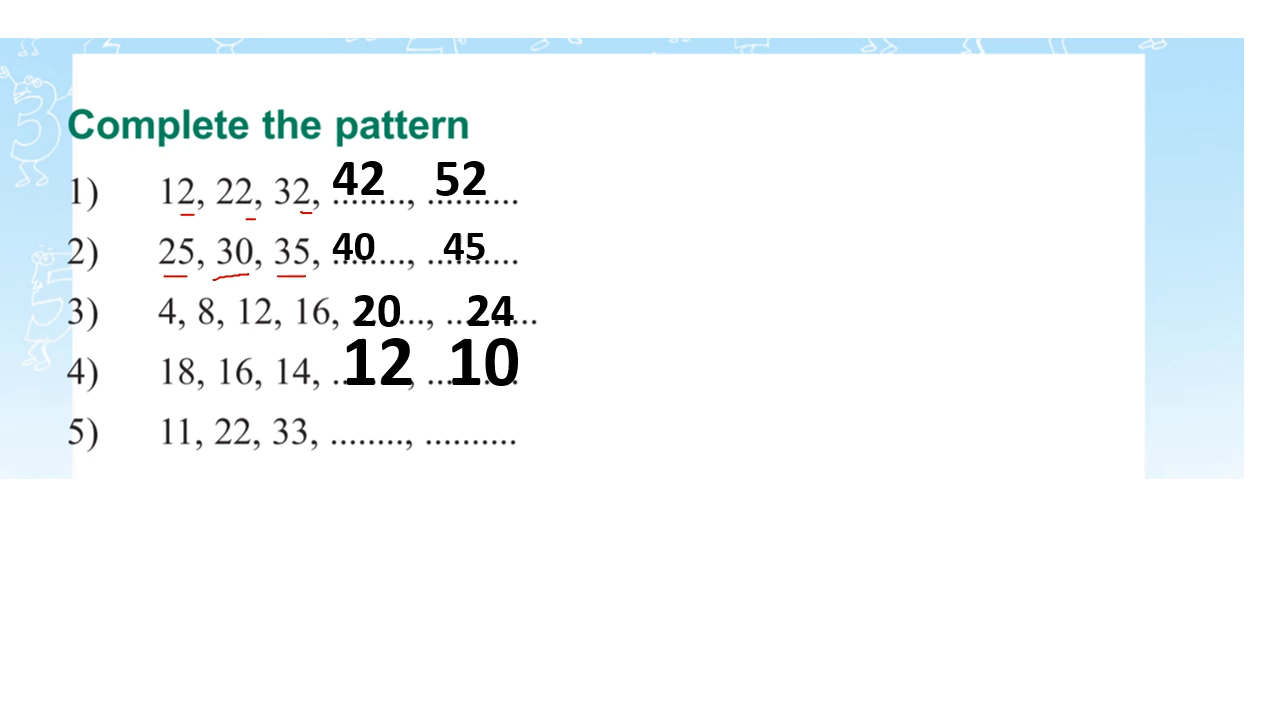 Complete the pattern
1) 12, 22, 32, 42........, 52..........
2) 25, 30, 35, 40........, 45..........
3) 4, 8, 12, 16, 20........, 24..........
4) 18, 16, 14, 12........, 10..........
5) 11, 22, 33, ........, ..........